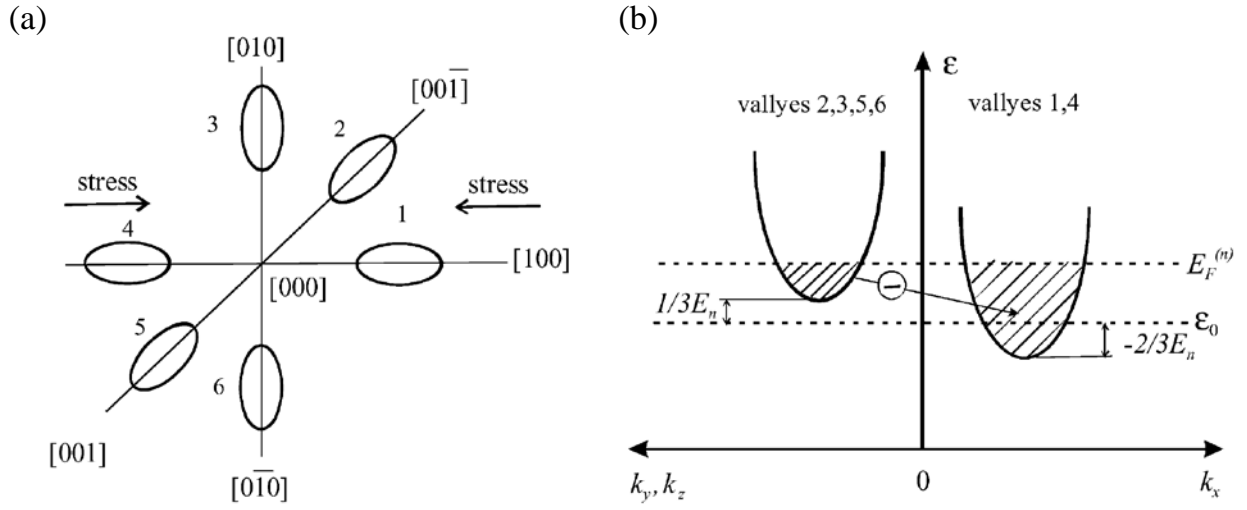 (a)
[010]
[001̅]
3
2
stress
stress
1
4
[100]
[000]
5
6
[001]
[01̅0]
(b)
ε
vallyes 2,3,5,6
vallyes 1,4
E_F^(n)
1/3E_n
ε_0
-2/3E_n
k_y, k_z
0
k_x